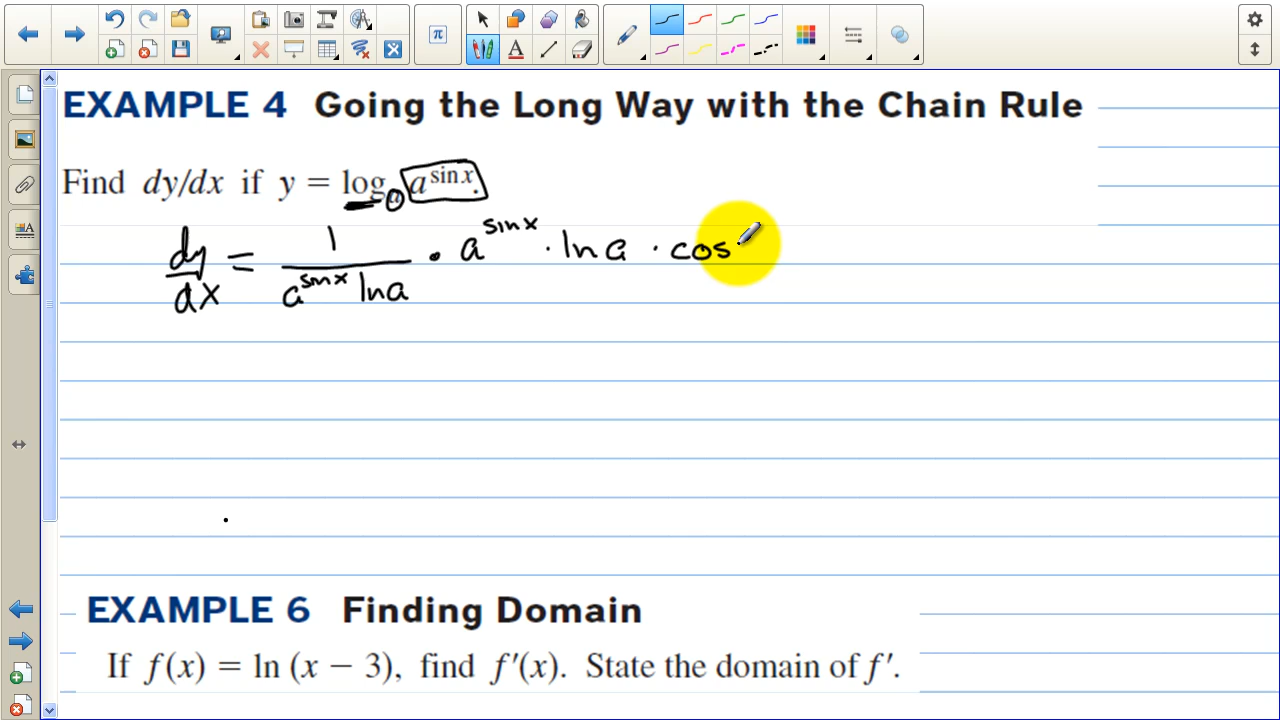 EXAMPLE 4 Going the Long Way with the Chain Rule
Find dy/dx if y = log_a a^{sin x}.
dy/dx = 1/(a^{sin x} ln a) • a^{sin x} · ln a · cos
EXAMPLE 6 Finding Domain
If f(x) = ln (x − 3), find f′(x). State the domain of f′.